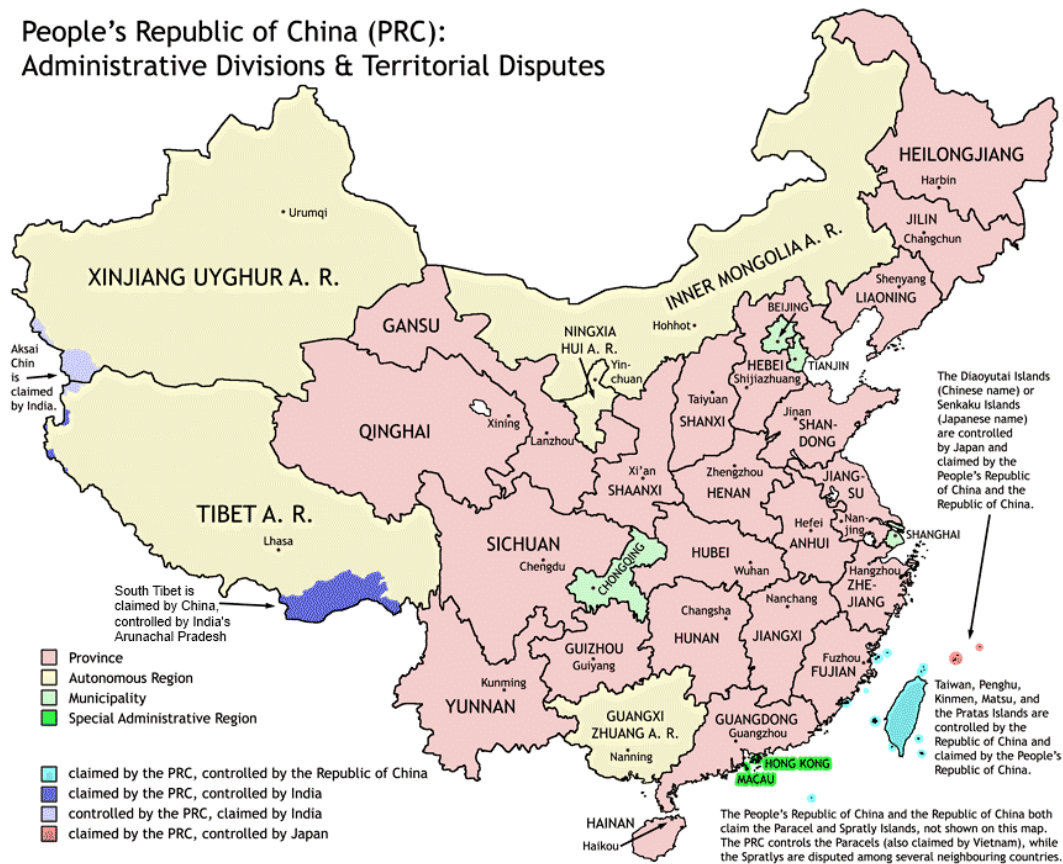 People's Republic of China (PRC):
Administrative Divisions & Territorial Disputes
HEILONGJIANG
Harbin
JILIN
Changchun
Urumqi
XINJIANG UYGHUR A. R.
INNER MONGOLIA A. R.
Shenyang
LIAONING
BEIJING
GANSU
Hohhot
NINGXIA
HUI A. R.
Yin-
chuan
HEBEI
TIANJIN
Shijiazhuang
Aksai
Chin
is
claimed
by India.
The Diaoyutai Islands
(Chinese name) or
Senkaku Islands
(Japanese name)
are controlled
by Japan and
claimed by the
People's Republic
of China and the
Republic of China.
Taiyuan
SHANXI
Jinan
SHAN-
DONG
QINGHAI
Xining
Lanzhou
Xi'an
SHAANXI
Zhengzhou
HENAN
JIANG-
SU
TIBET A. R.
Lhasa
Hefei
ANHUI
Nan-
jing
SHANGHAI
SICHUAN
Chengdu
CHONGQING
HUBEI
Wuhan
Hangzhou
ZHE-
JIANG
South Tibet is
claimed by China,
controlled by India's
Arunachal Pradesh
Changsha
HUNAN
Nanchang
JIANGXI
GUIZHOU
Guiyang
Fuzhou
FUJIAN
Kunming
YUNNAN
GUANGXI
ZHUANG A. R.
Nanning
GUANGDONG
Guangzhou
HONG KONG
MACAU
HAINAN
Haikou
Taiwan, Penghu,
Kinmen, Matsu, and
the Pratas Islands are
controlled by the
Republic of China and
claimed by the People's
Republic of China.
Province
Autonomous Region
Municipality
Special Administrative Region
claimed by the PRC, controlled by the Republic of China
claimed by the PRC, controlled by India
controlled by the PRC, claimed by India
claimed by the PRC, controlled by Japan
The People's Republic of China and the Republic of China both
claim the Paracel and Spratly Islands, not shown on this map.
The PRC controls the Paracels (also claimed by Vietnam), while
the Spratlys are disputed among several neighbouring countries.